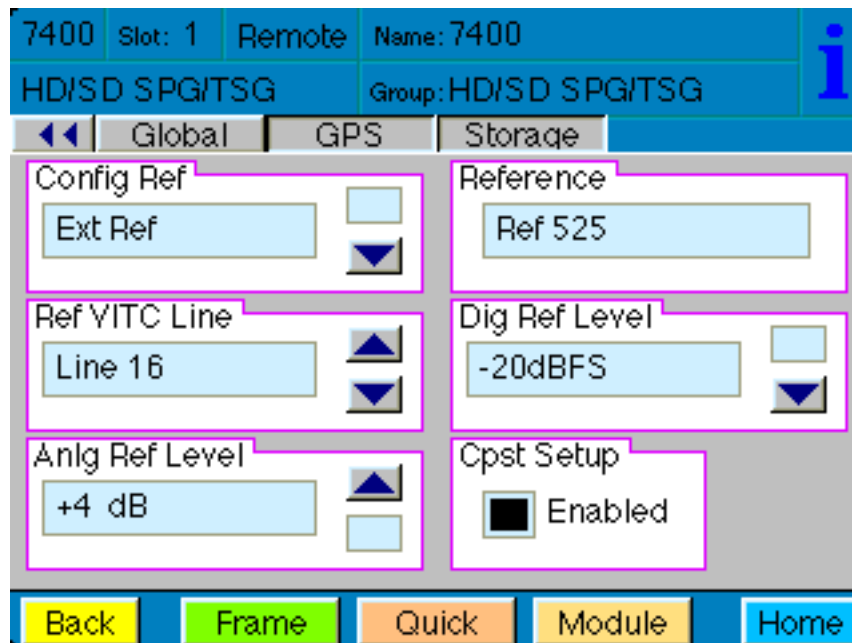 7400 Slot: 1 Remote Name: 7400
HD/SD SPG/TSG Group: HD/SD SPG/TSG
i
Global GPS Storage
Config Ref
Ext Ref
Reference
Ref 525
Ref VITC Line
Line 16
Dig Ref Level
-20dBFS
Anlg Ref Level
+4 dB
Cpst Setup
Enabled
Back Frame Quick Module Home